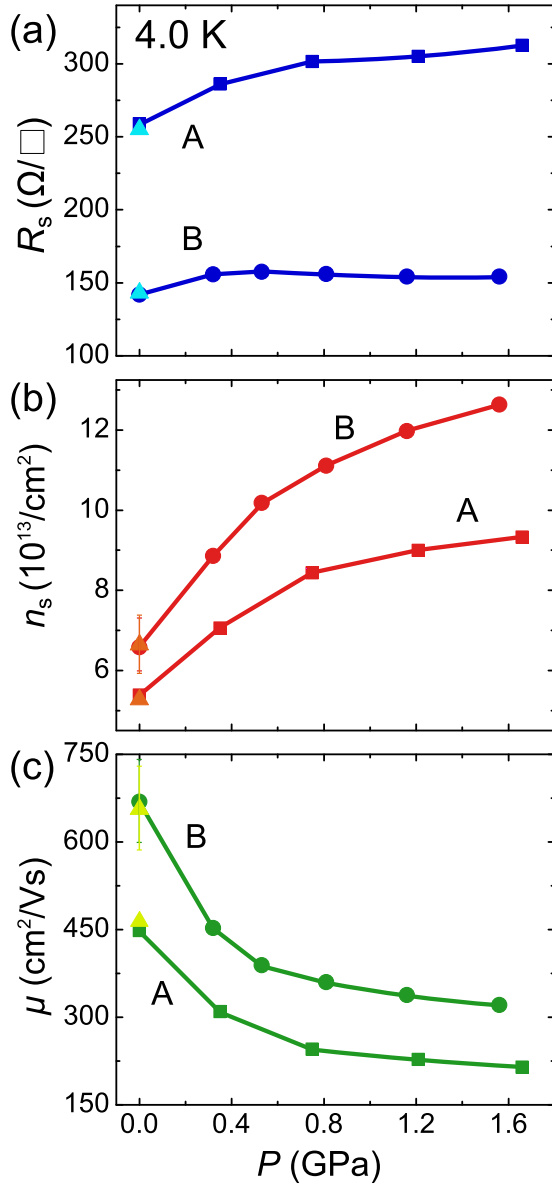 (a)
4.0 K
300
250
200
150
100
R_s (Ω/□)
A
B
(b)
12
10
8
6
n_s (10^13/cm^2)
B
A
(c)
750
600
450
300
150
μ (cm^2/Vs)
B
A
0.0 0.4 0.8 1.2 1.6
P (GPa)